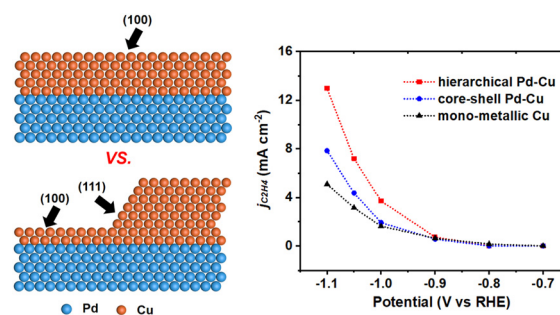 (100)
VS.
(100)
(111)
Pd
Cu
16
12
8
4
0
jC2H4 (mA cm-2)
hierarchical Pd-Cu
core-shell Pd-Cu
mono-metallic Cu
-1.1 -1.0 -0.9 -0.8 -0.7
Potential (V vs RHE)